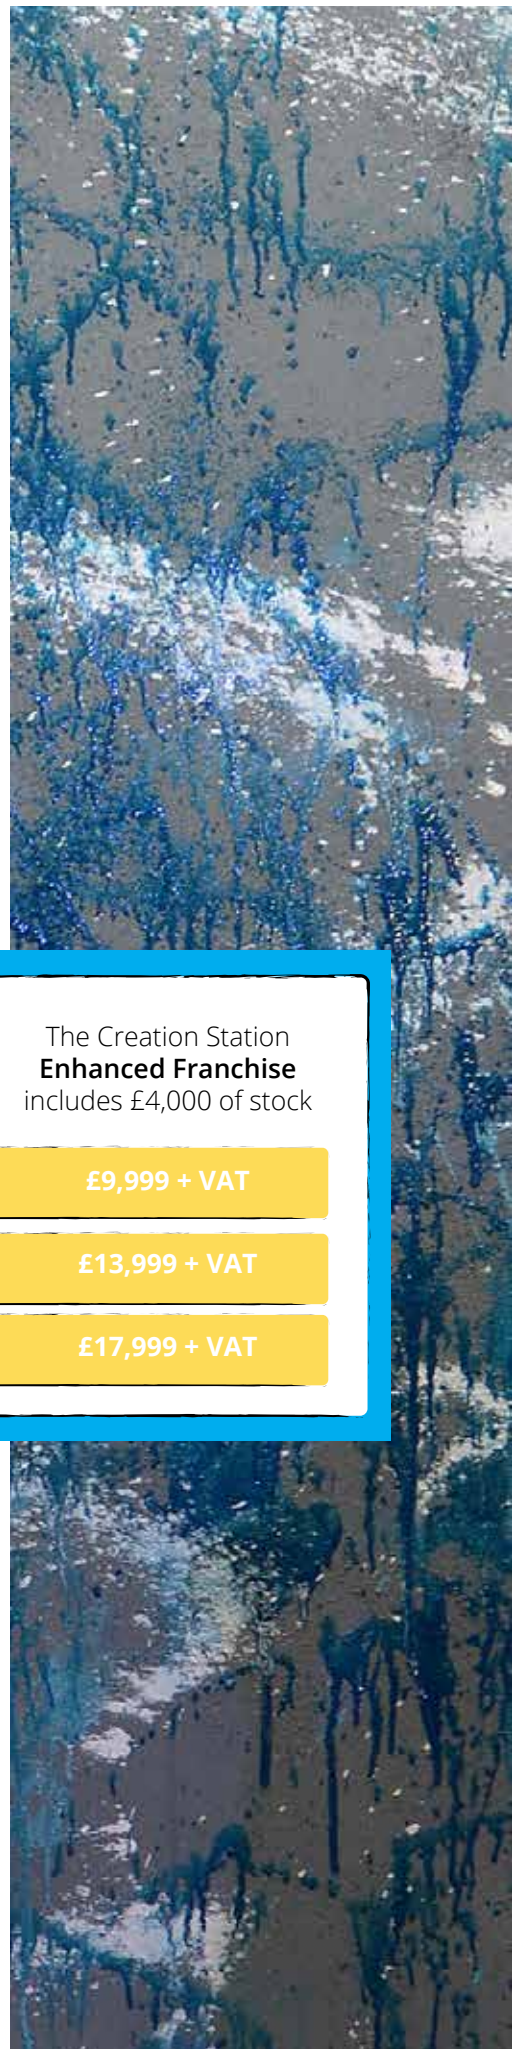 The Creation Station
Enhanced Franchise
includes £4,000 of stock
£9,999 + VAT
£13,999 + VAT
£17,999 + VAT